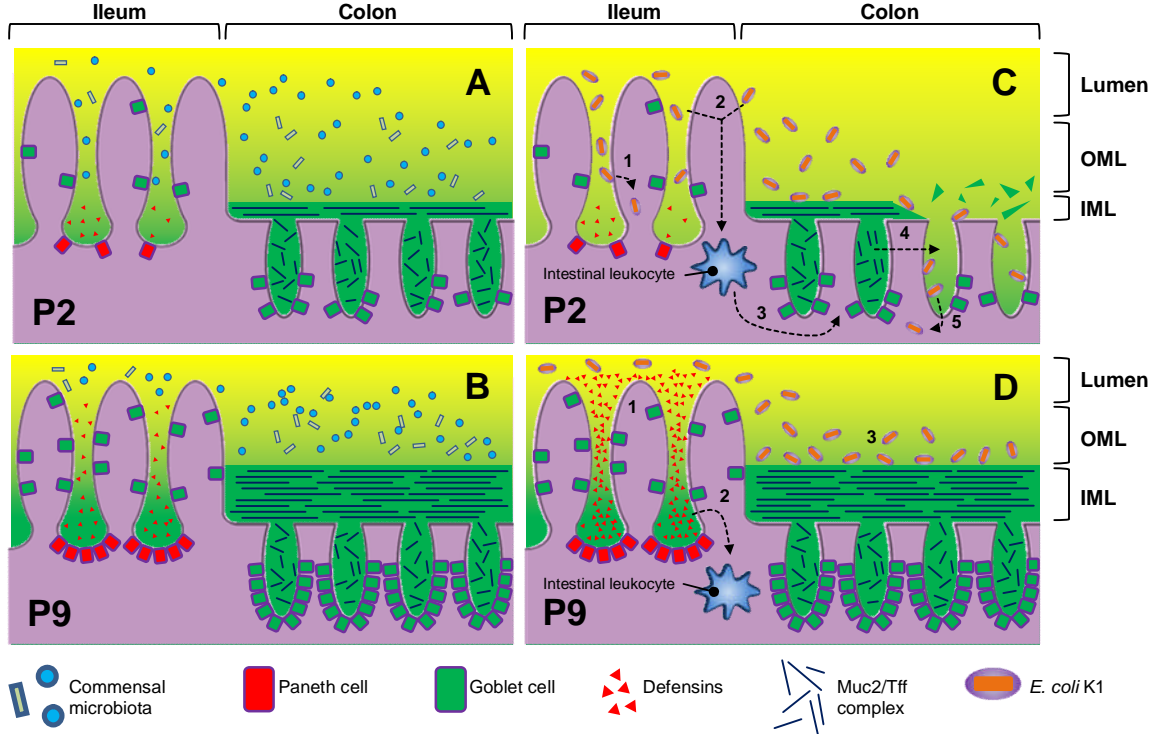 Ileum
Colon
Ileum
Colon
A
P2
C
1
2
3
4
5
Intestinal leukocyte
P2
Lumen
OML
IML
B
P9
D
1
2
3
Intestinal leukocyte
P9
Lumen
OML
IML
Commensal
microbiota
Paneth cell
Goblet cell
Defensins
Muc2/Tff
complex
E. coli K1